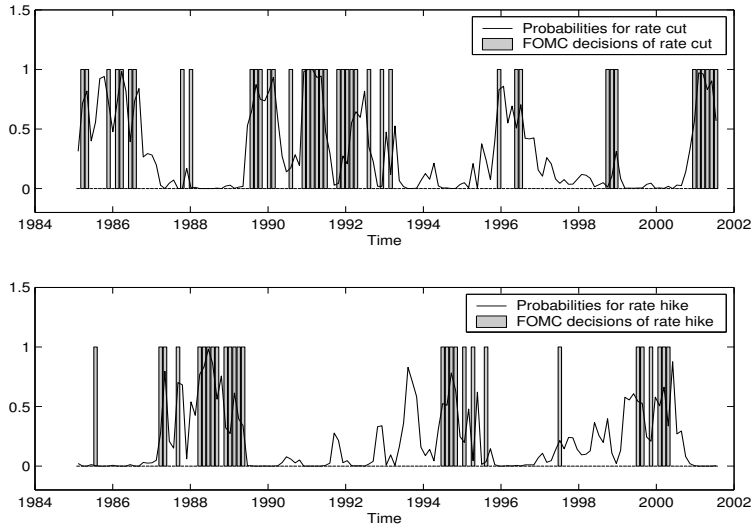 1.5
1
0.5
0
Probabilities for rate cut
FOMC decisions of rate cut
1984 1986 1988 1990 1992 1994 1996 1998 2000 2002
Time
1.5
1
0.5
0
Probabilities for rate hike
FOMC decisions of rate hike
1984 1986 1988 1990 1992 1994 1996 1998 2000 2002
Time